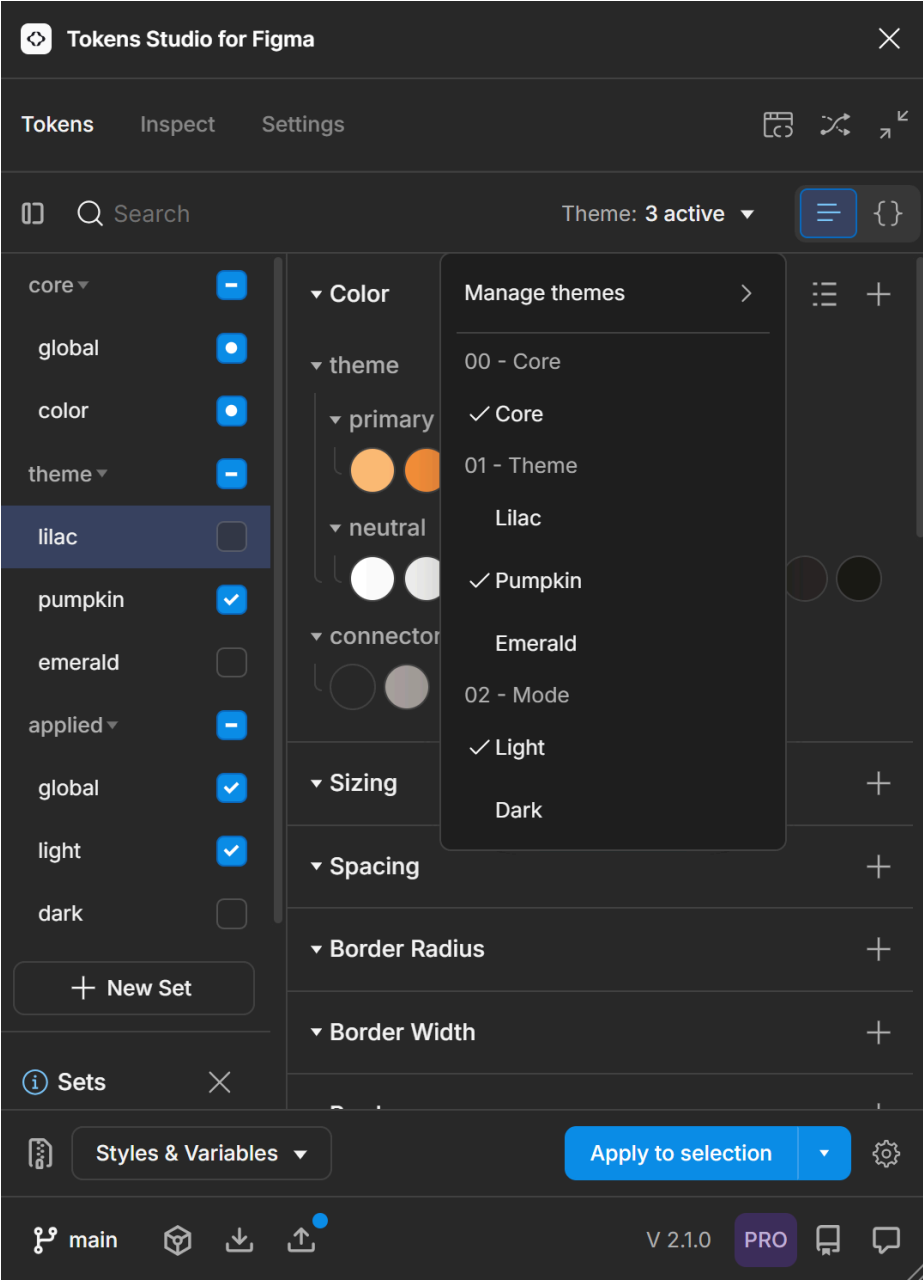 Tokens Studio for Figma
Tokens Inspect Settings
Search
Theme: 3 active
core
global
color
theme
lilac
pumpkin
emerald
applied
global
light
dark
New Set
Sets
Color
theme
primary
neutral
connector
Sizing
Spacing
Border Radius
Border Width
Manage themes
00 - Core
Core
01 - Theme
Lilac
Pumpkin
Emerald
02 - Mode
Light
Dark
Styles & Variables
Apply to selection
main
V 2.1.0
PRO